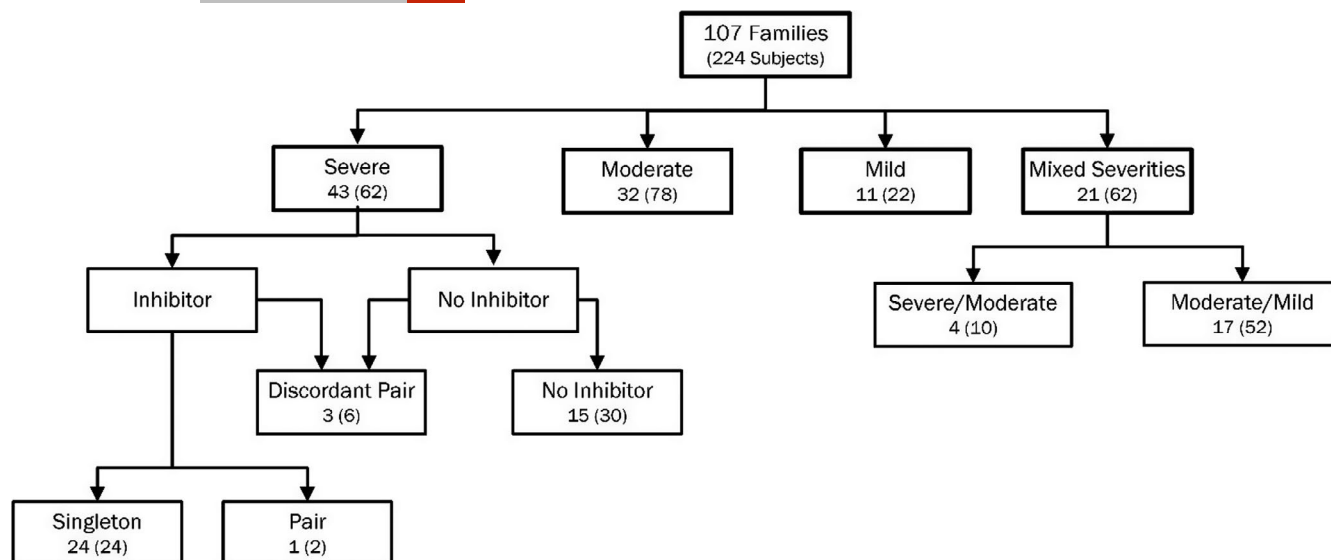 107 Families
(224 Subjects)
Severe
43 (62)
Moderate
32 (78)
Mild
11 (22)
Mixed Severities
21 (62)
Inhibitor
No Inhibitor
Severe/Moderate
4 (10)
Moderate/Mild
17 (52)
Discordant Pair
3 (6)
No Inhibitor
15 (30)
Singleton
24 (24)
Pair
1 (2)